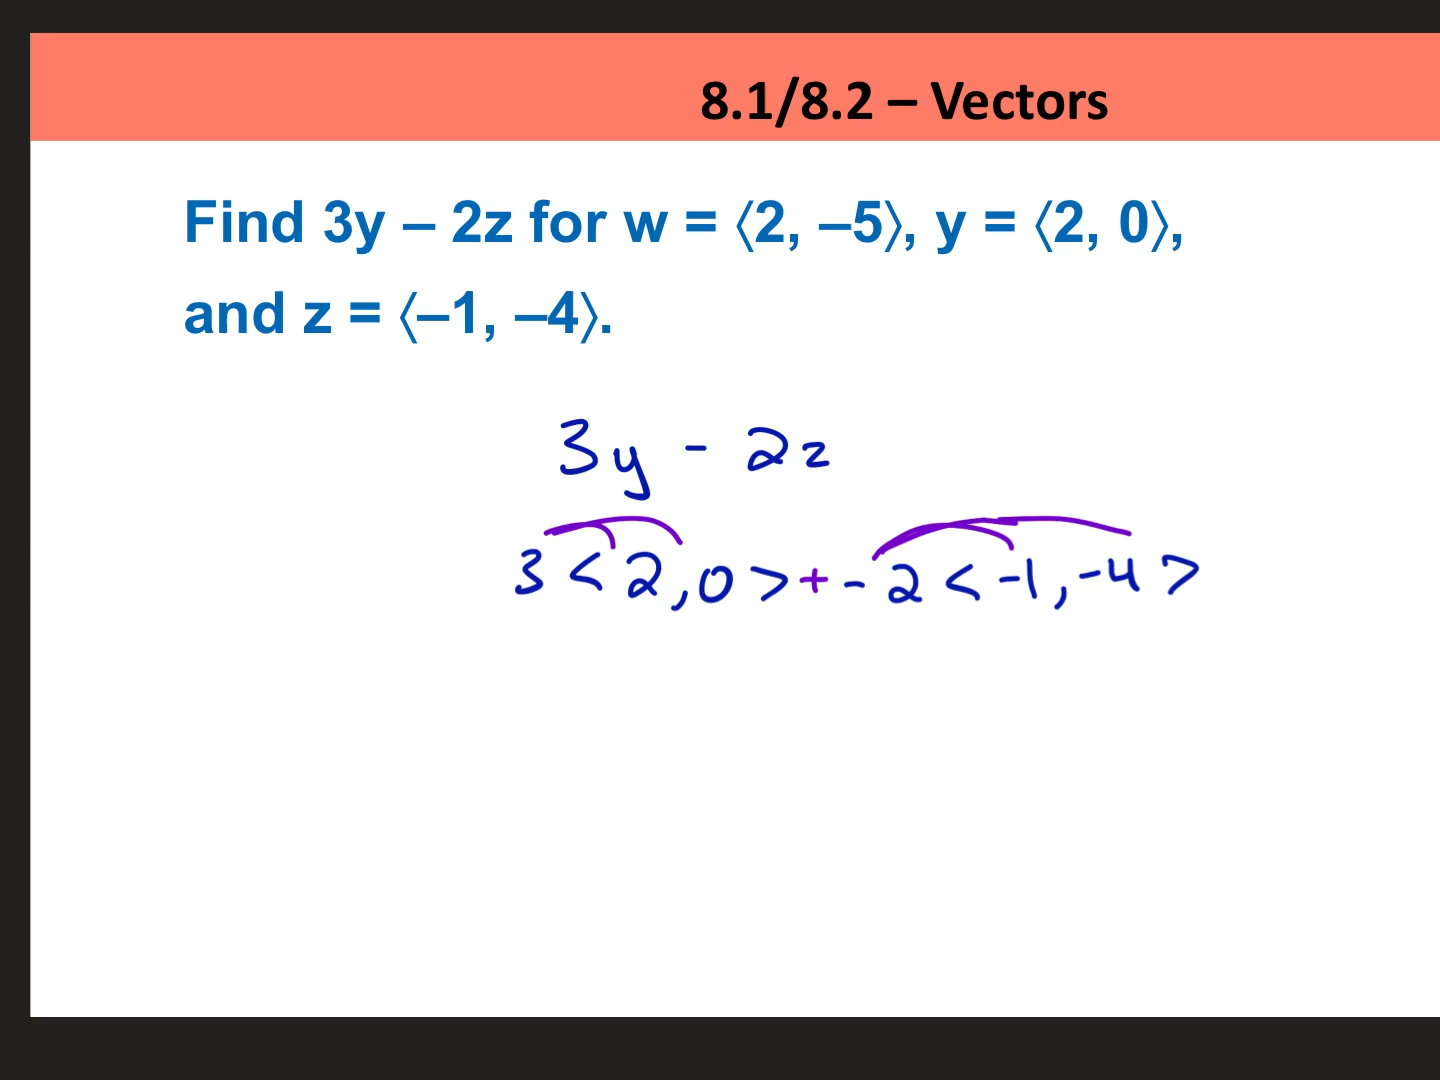 8.1/8.2 – Vectors
Find 3y – 2z for w = ⟨2, –5⟩, y = ⟨2, 0⟩,
and z = ⟨–1, –4⟩.
3y - 2z
3<2,0>+-2<-1,-4>